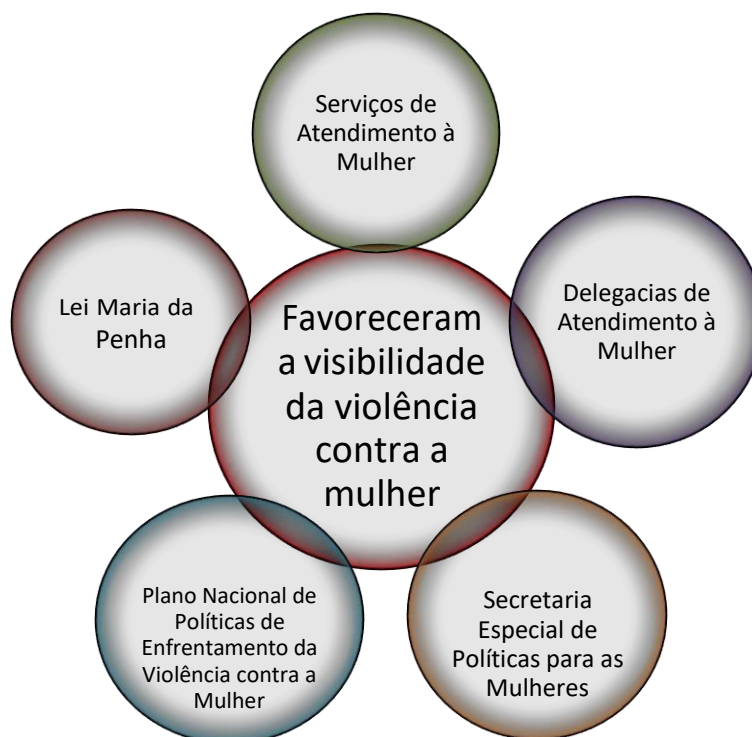 Serviços de
Atendimento à
Mulher
Lei Maria da
Penha
Favoreceram
a visibilidade
da violência
contra a
mulher
Delegacias de
Atendimento à
Mulher
Plano Nacional de
Políticas de
Enfrentamento da
Violência contra a
Mulher
Secretaria
Especial de
Políticas para as
Mulheres